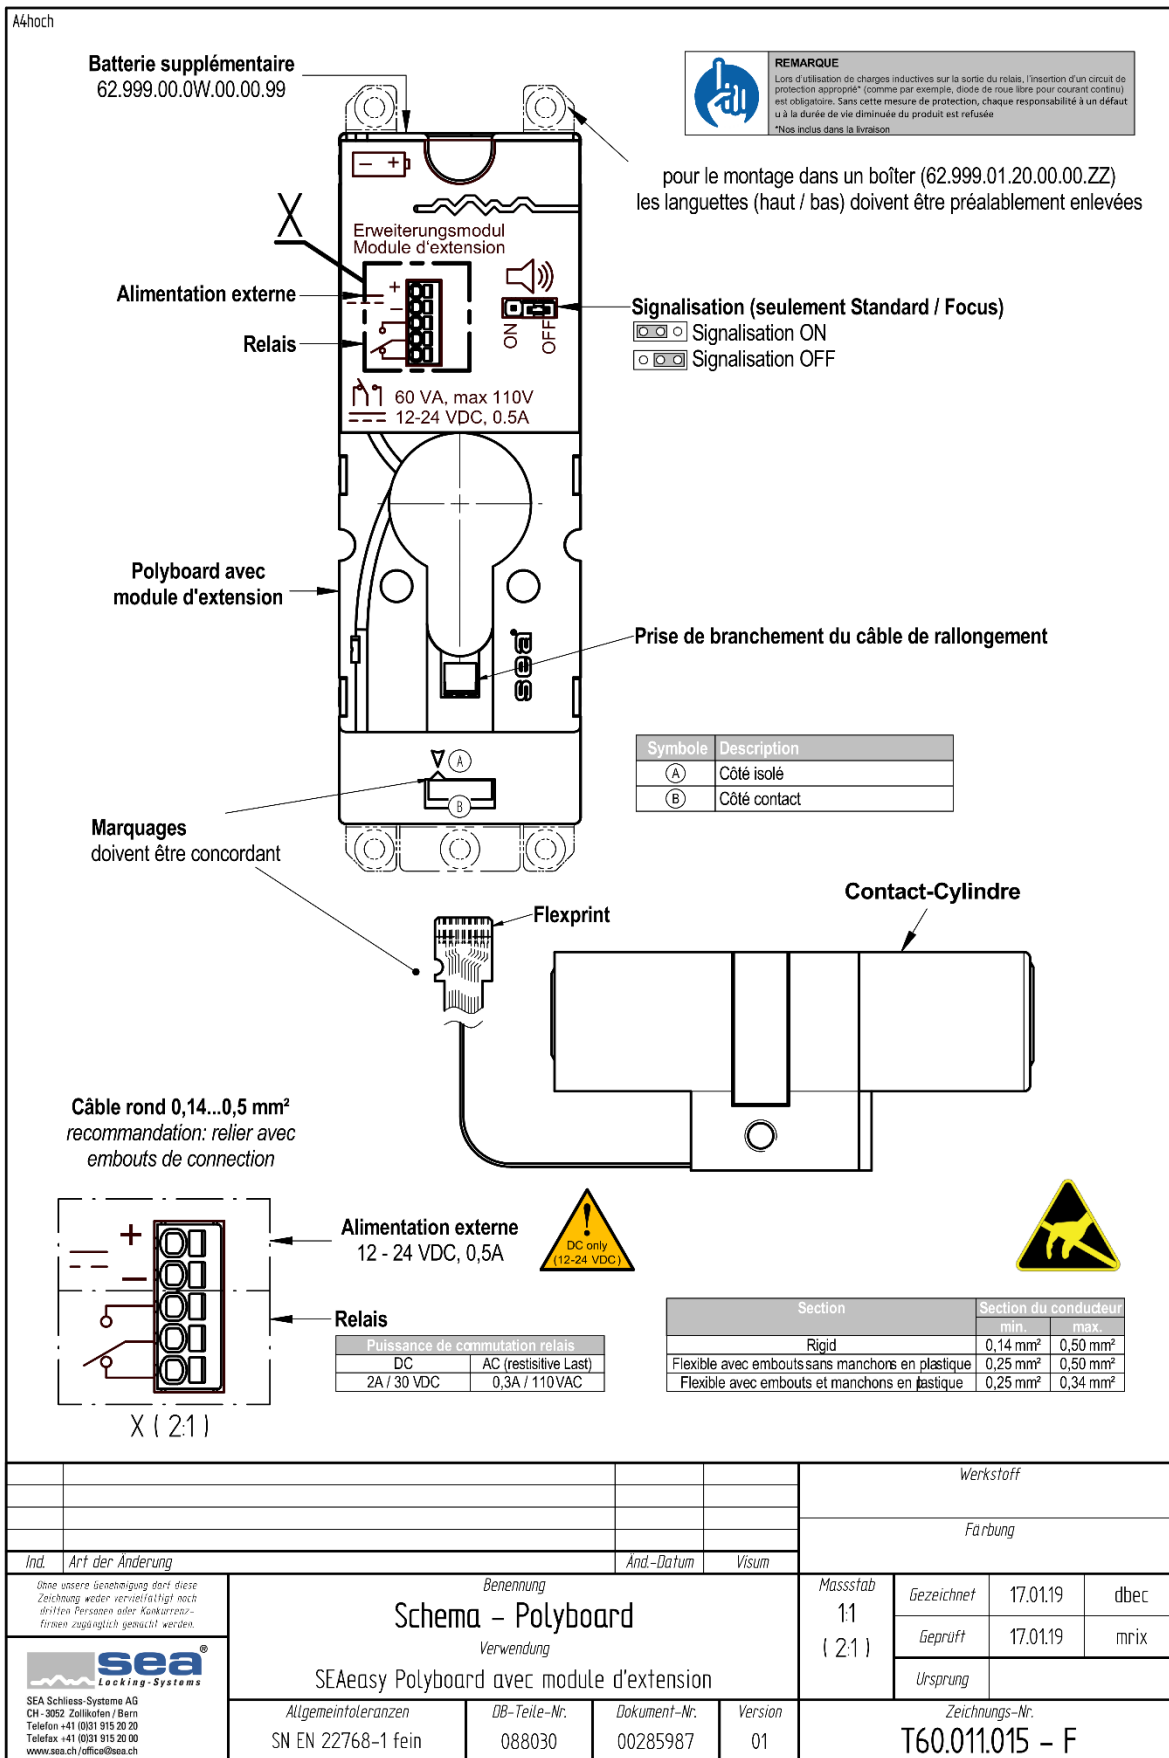 A4hoch
Batterie supplémentaire
62.999.00.0W.00.00.99
REMARQUE
Lors d'utilisation de charges inductives sur la sortie du relais, l'insertion d'un circuit de
protection approprié* (comme par exemple, diode de roue libre pour courant continu)
est obligatoire. Sans cette mesure de protection, chaque responsabilité à un défaut
u à la durée de vie diminuée du produit est refusée
*Nos inclus dans la livraison
pour le montage dans un boîter (62.999.01.20.00.00.ZZ)
les languettes (haut / bas) doivent être préalablement enlevées
- +
X
Erweiterungsmodul
Module d'extension
Alimentation externe
+
−
Relais
ON
OFF
Signalisation (seulement Standard / Focus)
Signalisation ON
Signalisation OFF
60 VA, max 110V
12-24 VDC, 0.5A
Polyboard avec
module d'extension
sea
Prise de branchement du câble de rallongement
Symbole Description
A Côté isolé
B Côté contact
A
B
Marquages
doivent être concordant
Flexprint
Contact-Cylindre
Câble rond 0,14...0,5 mm²
recommandation: relier avec
embouts de connection
+
−
Alimentation externe
12 - 24 VDC, 0,5A
!
DC only
(12-24 VDC)
Relais
Puissance de commutation relais
DC AC (restisitive Last)
2A / 30 VDC 0,3A / 110VAC
X ( 2:1 )
Section Section du conducteur
min. max.
Rigid 0,14 mm² 0,50 mm²
Flexible avec embouts sans manchons en plastique 0,25 mm² 0,50 mm²
Flexible avec embouts et manchons en plastique 0,25 mm² 0,34 mm²
Werkstoff
Färbung
Ind. Art der Änderung Änd.-Datum Visum
Ohne unsere Genehmigung darf diese
Zeichnung weder vervielfältigt noch
dritten Personen oder Konkurrenz-
firmen zugänglich gemacht werden.
Benennung
Schema – Polyboard
Verwendung
SEAeasy Polyboard avec module d'extension
Massstab
1:1
( 2:1 )
Gezeichnet 17.01.19 dbec
Geprüft 17.01.19 mrix
Ursprung
sea®
Locking-Systems
SEA Schliess-Systeme AG
CH - 3052 Zollikofen / Bern
Telefon +41 (0)31 915 20 20
Telefax +41 (0)31 915 20 00
www.sea.ch / office@sea.ch
Allgemeintoleranzen
SN EN 22768-1 fein
DB-Teile-Nr.
088030
Dokument-Nr.
00285987
Version
01
Zeichnungs-Nr.
T60.011.015 – F